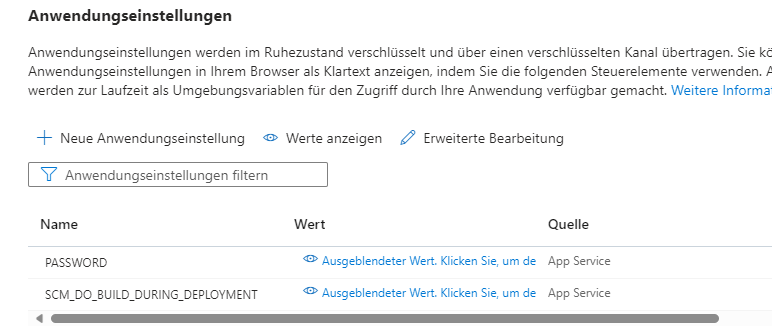 Anwendungseinstellungen
Anwendungseinstellungen werden im Ruhezustand verschlüsselt und über einen verschlüsselten Kanal übertragen. Sie kö
Anwendungseinstellungen in Ihrem Browser als Klartext anzeigen, indem Sie die folgenden Steuerelemente verwenden. A
werden zur Laufzeit als Umgebungsvariablen für den Zugriff durch Ihre Anwendung verfügbar gemacht. Weitere Informat
Neue Anwendungseinstellung Werte anzeigen Erweiterte Bearbeitung
Anwendungseinstellungen filtern
Name Wert Quelle
PASSWORD Ausgeblendeter Wert. Klicken Sie, um de App Service
SCM_DO_BUILD_DURING_DEPLOYMENT Ausgeblendeter Wert. Klicken Sie, um de App Service